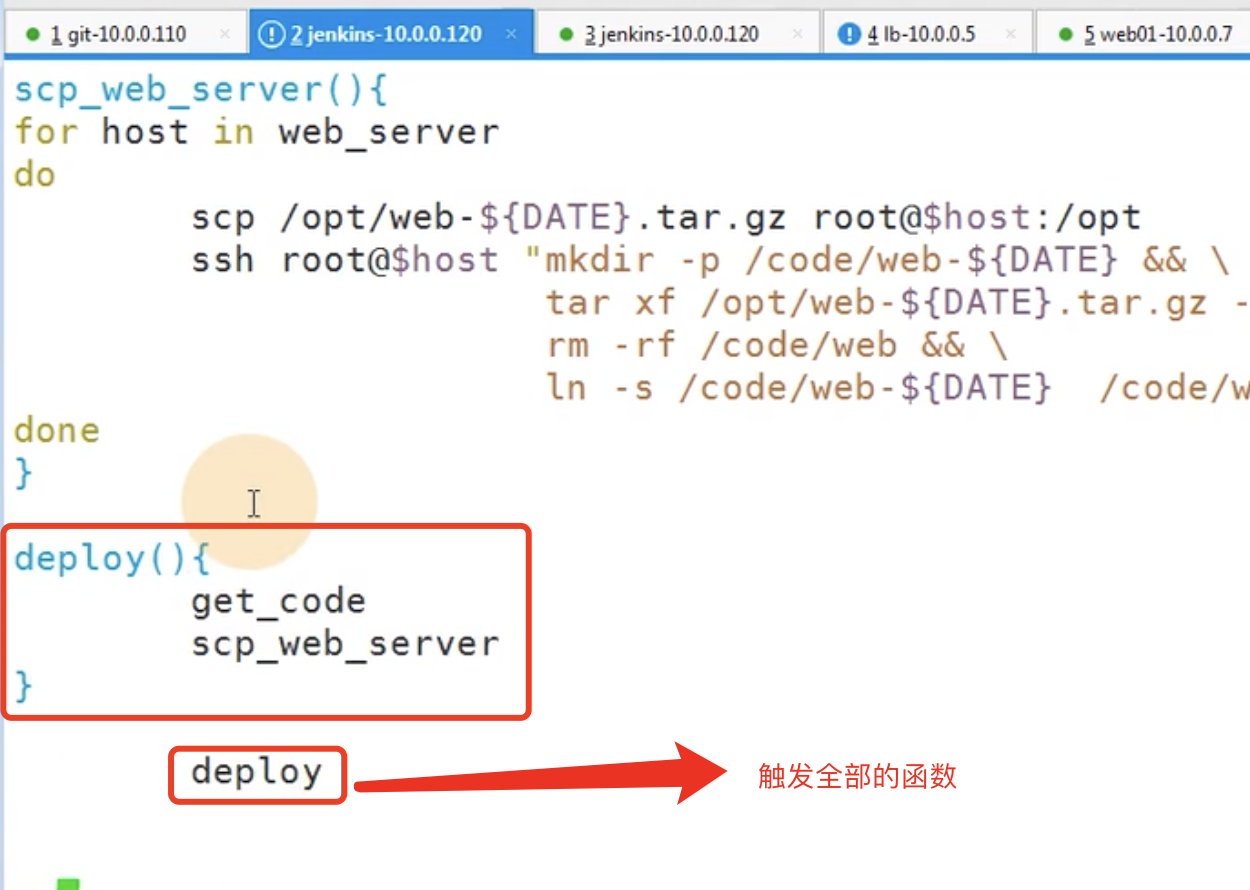 1 git-10.0.0.110 × 2 jenkins-10.0.0.120 × 3 jenkins-10.0.0.120 × 4 lb-10.0.0.5 × 5 web01-10.0.0.7
scp_web_server(){
for host in web_server
do
scp /opt/web-${DATE}.tar.gz root@$host:/opt
ssh root@$host "mkdir -p /code/web-${DATE} && \
tar xf /opt/web-${DATE}.tar.gz -
rm -rf /code/web && \
ln -s /code/web-${DATE} /code/w
done
}
deploy(){
get_code
scp_web_server
}
deploy
触发全部的函数